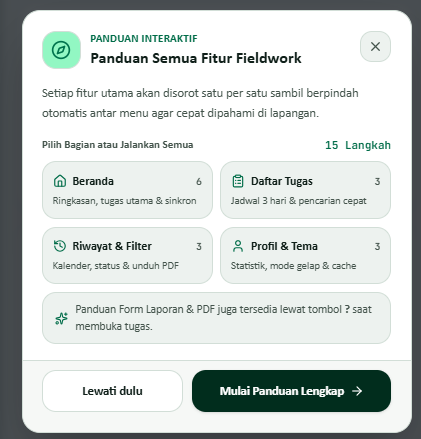 PANDUAN INTERAKTIF
Panduan Semua Fitur Fieldwork
Setiap fitur utama akan disorot satu per satu sambil berpindah
otomatis antar menu agar cepat dipahami di lapangan.
Pilih Bagian atau Jalankan Semua
15 Langkah
Beranda
6
Ringkasan, tugas utama & sinkron
Daftar Tugas
3
Jadwal 3 hari & pencarian cepat
Riwayat & Filter
3
Kalender, status & unduh PDF
Profil & Tema
3
Statistik, mode gelap & cache
Panduan Form Laporan & PDF juga tersedia lewat tombol ? saat
membuka tugas.
Lewati dulu
Mulai Panduan Lengkap →